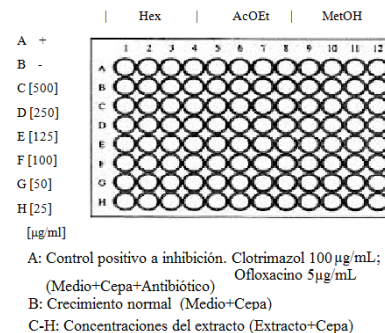 | Hex | AcOEt | MetOH
1 2 3 4 5 6 7 8 9 10 11 12
A + A
B - B
C [500] C
D [250] D
E [125] E
F [100] F
G [50] G
H [25] H
[µg/ml]
A: Control positivo a inhibición. Clotrimazol 100 µg/mL;
Ofloxacino 5µg/mL
(Medio+Cepa+Antibiótico)
B: Crecimiento normal (Medio+Cepa)
C-H: Concentraciones del extracto (Extracto+Cepa)